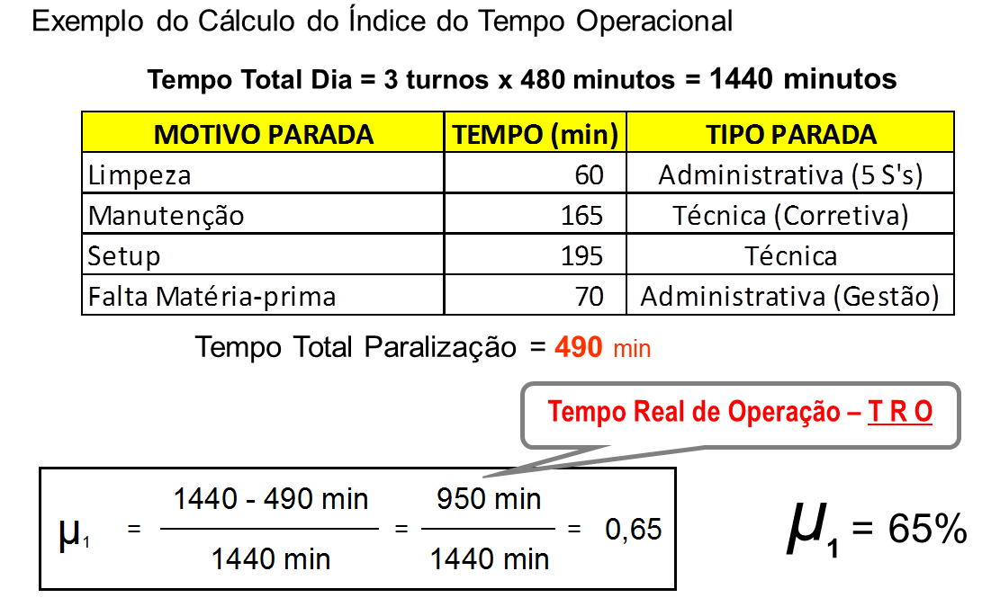 Exemplo do Cálculo do Índice do Tempo Operacional
Tempo Total Dia = 3 turnos x 480 minutos = 1440 minutos
MOTIVO PARADA TEMPO (min) TIPO PARADA
Limpeza 60 Administrativa (5 S's)
Manutenção 165 Técnica (Corretiva)
Setup 195 Técnica
Falta Matéria-prima 70 Administrativa (Gestão)
Tempo Total Paralização = 490 min
Tempo Real de Operação – T R O
1440 - 490 min 950 min
μ1 = = = 0,65
1440 min 1440 min
μ1 = 65%